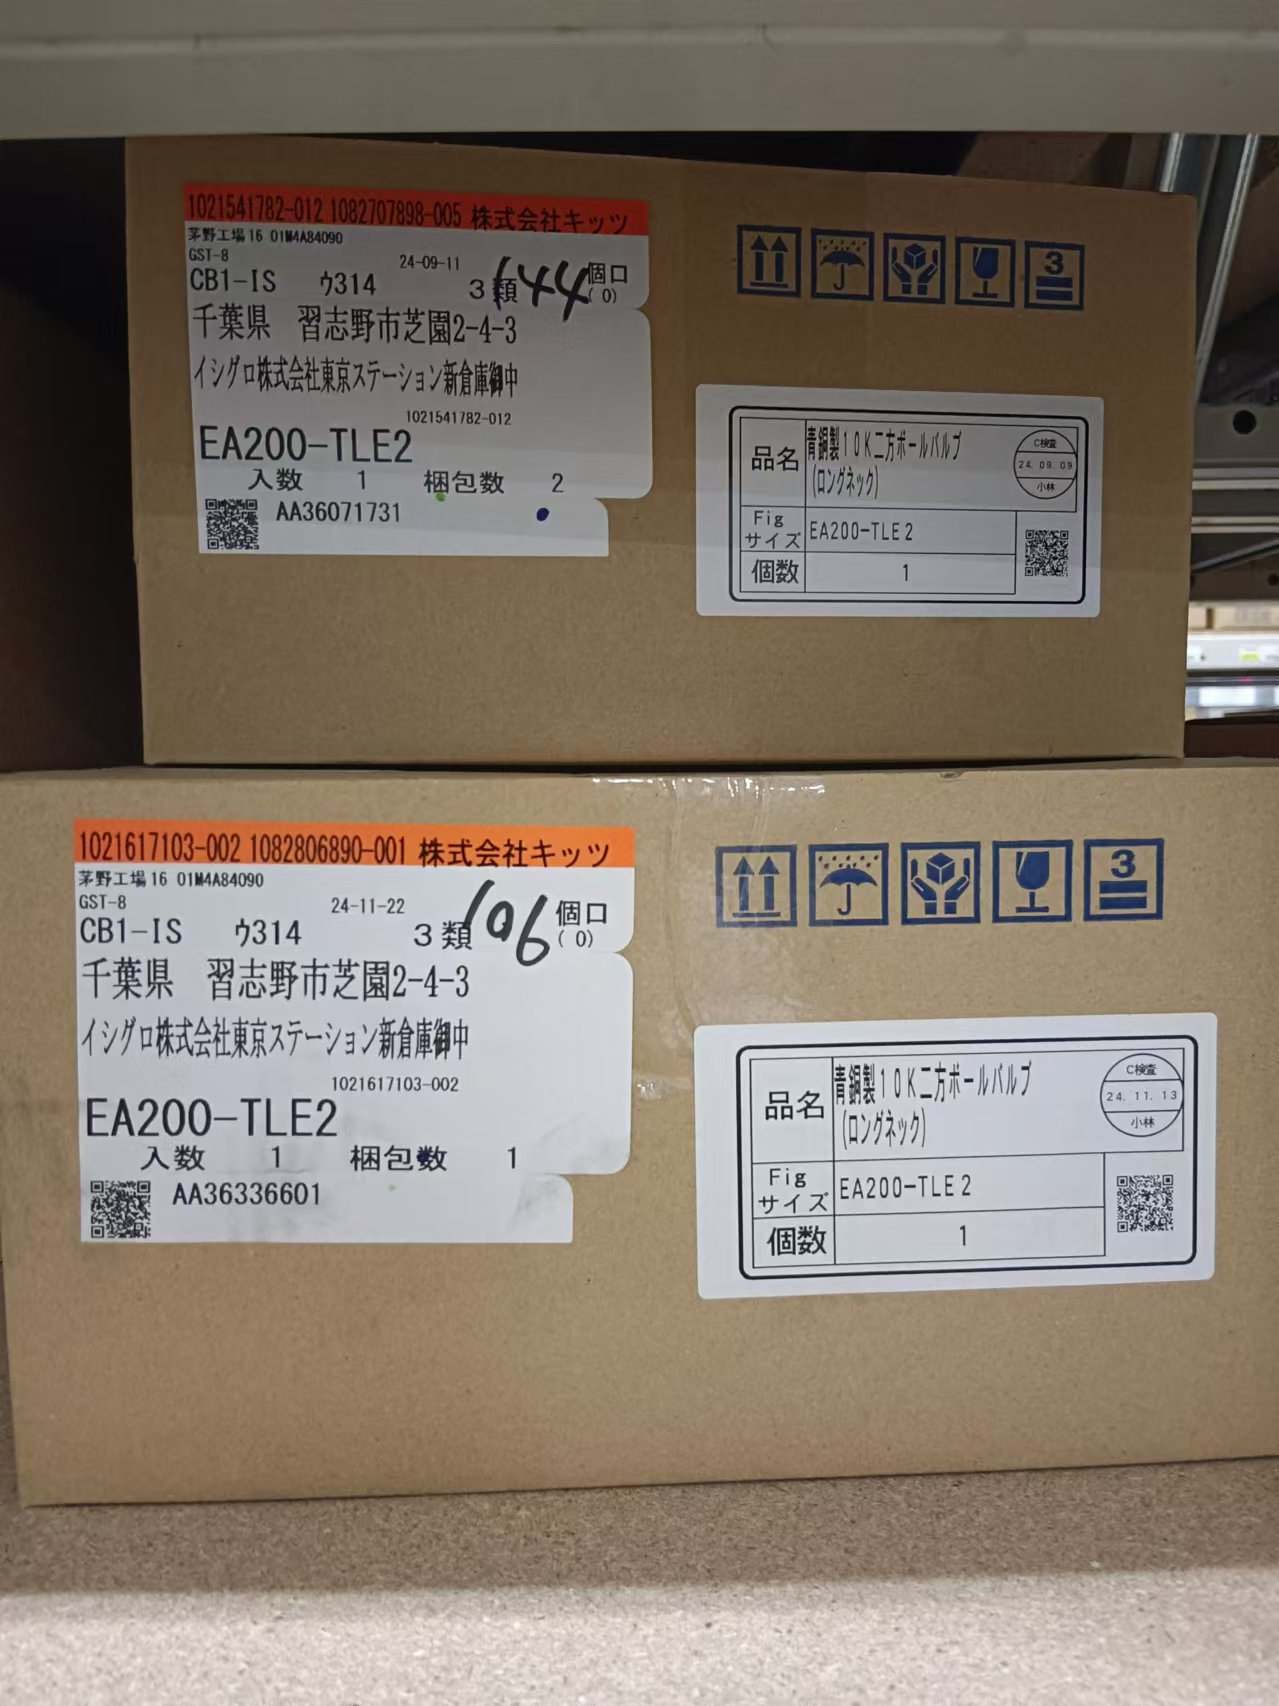 1021541782-012 1082707898-005 株式会社キッツ
茅野工場16 01M4A84090
GST-8
24-09-11
CB1-IS ｳ314 3類 144 個口
( 0)
千葉県 習志野市芝園2-4-3
イシグロ株式会社東京ステーション新倉庫御中
1021541782-012
EA200-TLE2
入数 1 梱包数 2
AA36071731
3
品名 青銅製10K二方ボールバルブ
(ロングネック)
C検査
24.09.09
小林
Fig
サイズ EA200-TLE2
個数 1
1021617103-002 1082806890-001 株式会社キッツ
茅野工場16 01M4A84090
GST-8
24-11-22
CB1-IS ｳ314 3類 106 個口
( 0)
千葉県 習志野市芝園2-4-3
イシグロ株式会社東京ステーション新倉庫御中
1021617103-002
EA200-TLE2
入数 1 梱包数 1
AA36336601
3
品名 青銅製10K二方ボールバルブ
(ロングネック)
C検査
24.11.13
小林
Fig
サイズ EA200-TLE2
個数 1